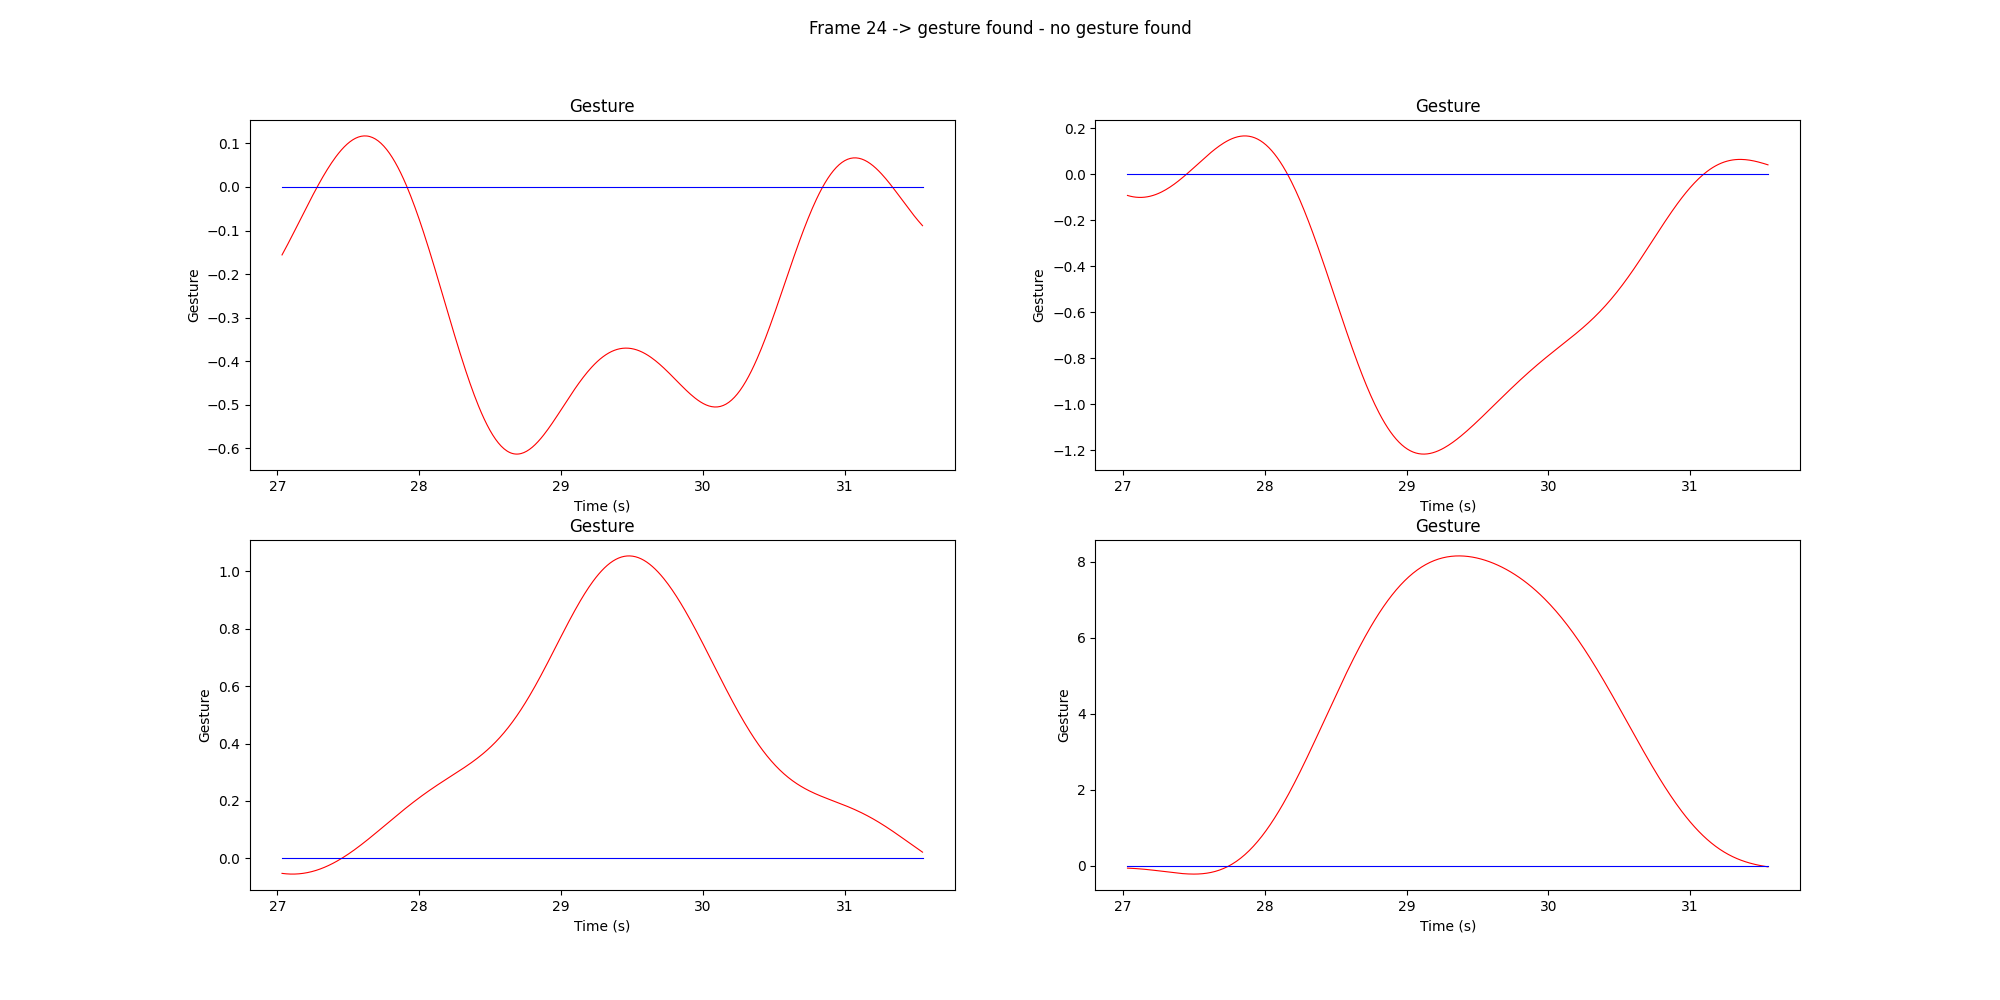 Frame 24 -> gesture found - no gesture found
Gesture
0.1
0.0
−0.1
−0.2
−0.3
−0.4
−0.5
−0.6
Gesture
27 28 29 30 31
Time (s)
Gesture
0.2
0.0
−0.2
−0.4
−0.6
−0.8
−1.0
−1.2
Gesture
27 28 29 30 31
Time (s)
Gesture
1.0
0.8
0.6
0.4
0.2
0.0
Gesture
27 28 29 30 31
Time (s)
Gesture
8
6
4
2
0
Gesture
27 28 29 30 31
Time (s)